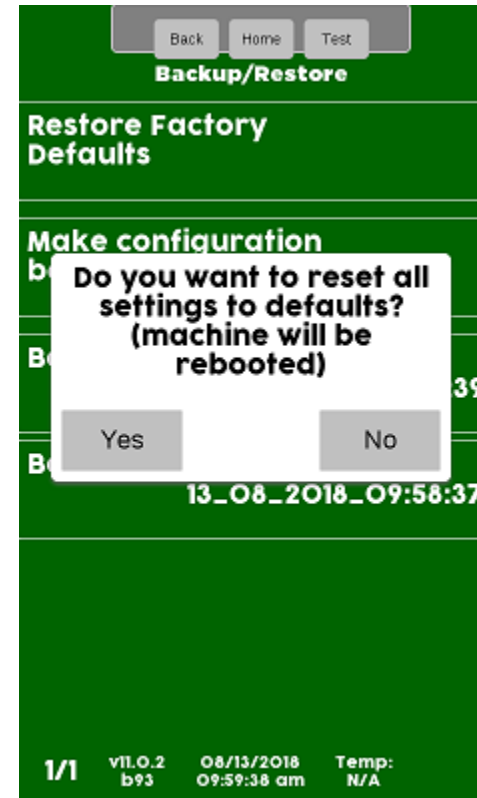 Back Home Test
Backup/Restore
Restore Factory
Defaults
Make configuration
Do you want to reset all
settings to defaults?
(machine will be
rebooted)
:39
Yes No
13_08_2018_09:58:37
1/1 v11.0.2 08/13/2018 Temp:
b93 09:59:38 am N/A